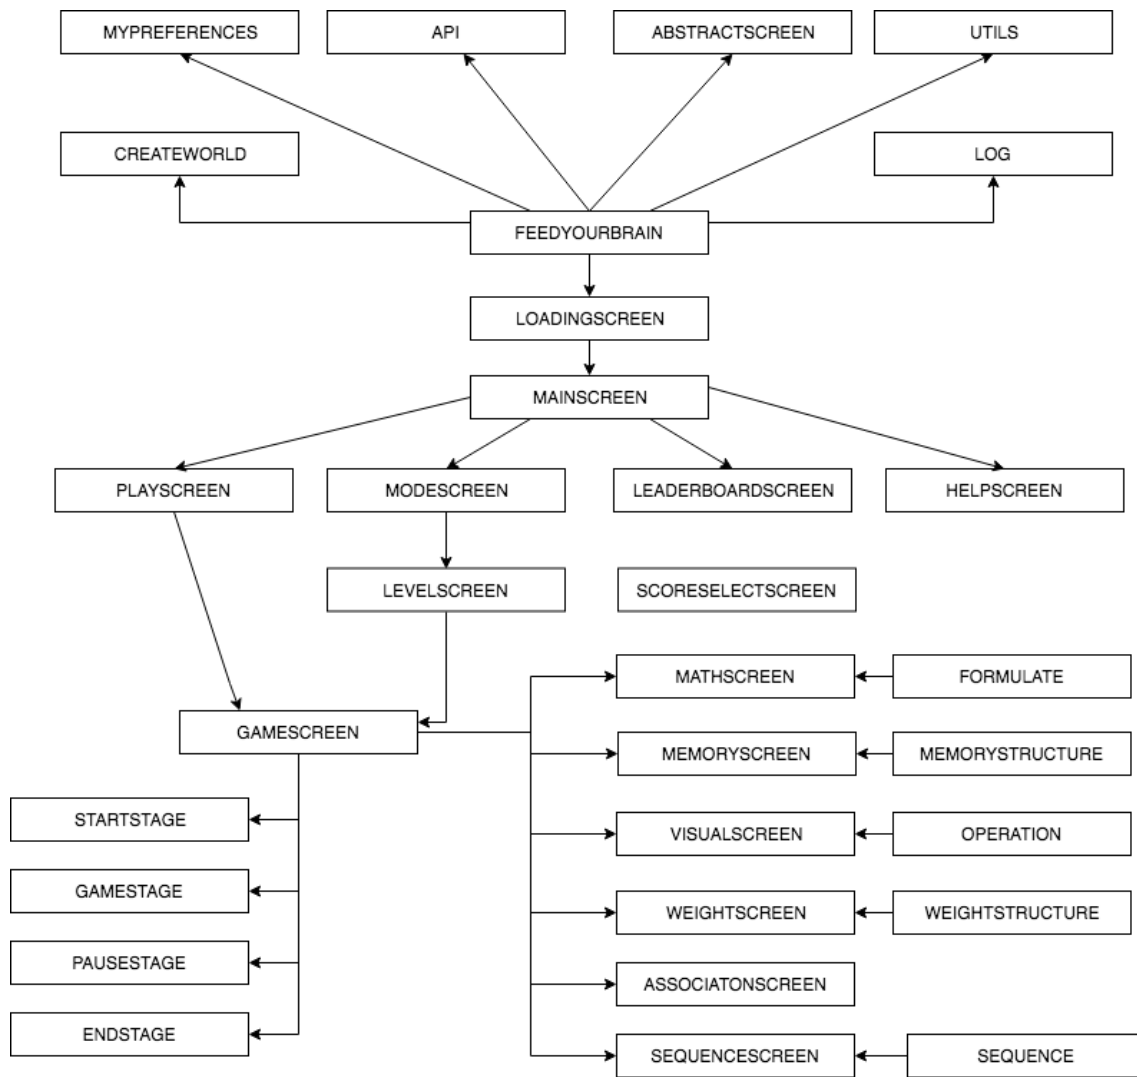 MYPREFERENCES
API
ABSTRACTSCREEN
UTILS
CREATEWORLD
LOG
FEEDYOURBRAIN
LOADINGSCREEN
MAINSCREEN
PLAYSCREEN
MODESCREEN
LEADERBOARDSCREEN
HELPSCREEN
LEVELSCREEN
SCORESELECTSCREEN
MATHSCREEN
FORMULATE
GAMESCREEN
MEMORYSCREEN
MEMORYSTRUCTURE
STARTSTAGE
VISUALSCREEN
OPERATION
GAMESTAGE
WEIGHTSCREEN
WEIGHTSTRUCTURE
PAUSESTAGE
ASSOCIATONSCREEN
ENDSTAGE
SEQUENCESCREEN
SEQUENCE